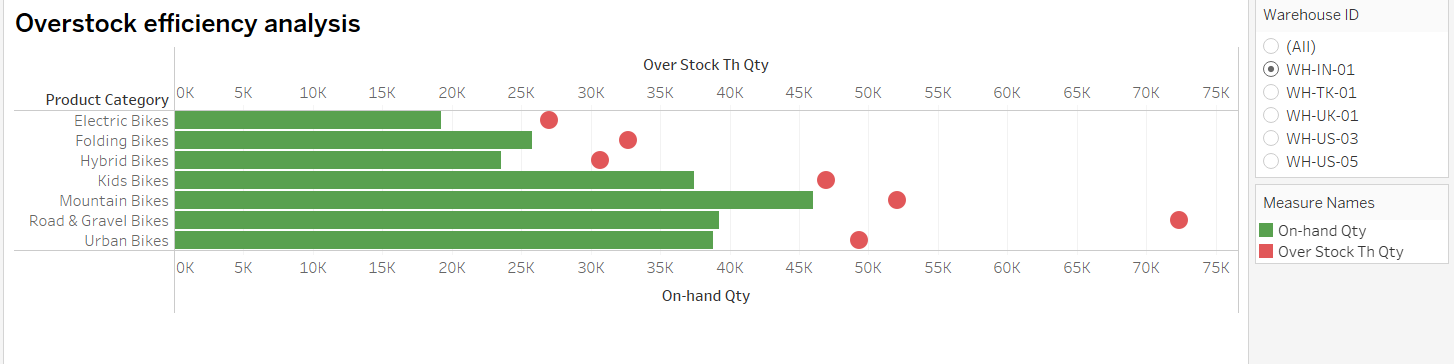 Overstock efficiency analysis
Over Stock Th Qty
0K 5K 10K 15K 20K 25K 30K 35K 40K 45K 50K 55K 60K 65K 70K 75K
Product Category
Electric Bikes
Folding Bikes
Hybrid Bikes
Kids Bikes
Mountain Bikes
Road & Gravel Bikes
Urban Bikes
0K 5K 10K 15K 20K 25K 30K 35K 40K 45K 50K 55K 60K 65K 70K 75K
On-hand Qty
Warehouse ID
(All)
WH-IN-01
WH-TK-01
WH-UK-01
WH-US-03
WH-US-05
Measure Names
On-hand Qty
Over Stock Th Qty